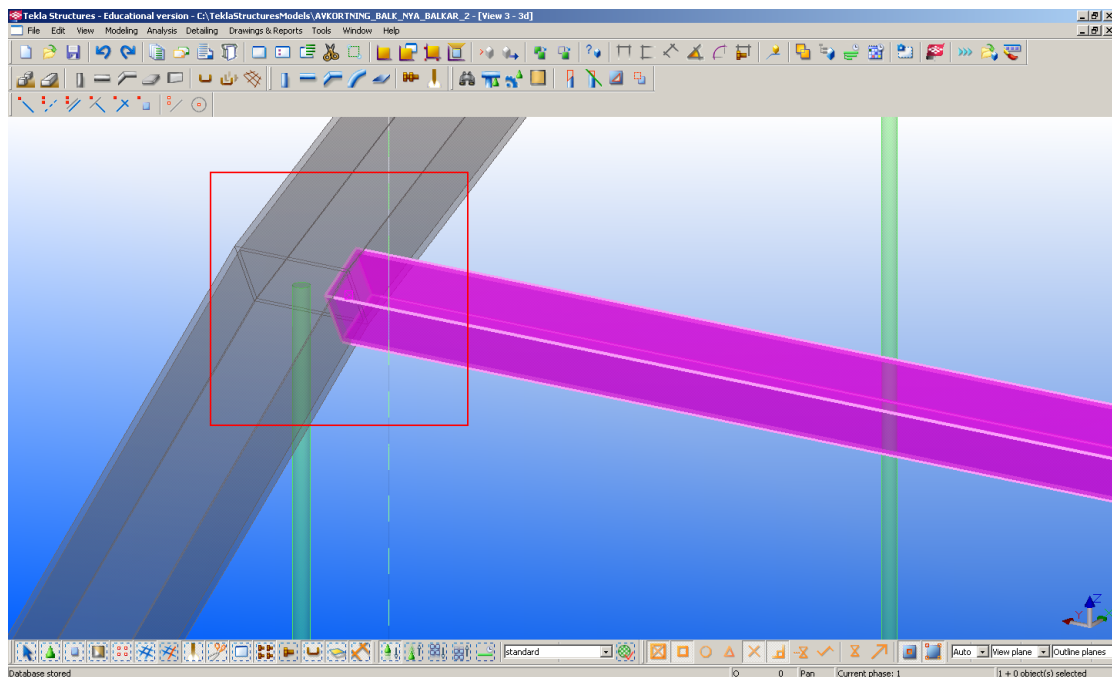 Tekla Structures - Educational version - C:\TeklaStructuresModels\AVKORTNING_BALK_NYA_BALKAR_2 - [View 3 - 3d]
File Edit View Modeling Analysis Detailing Drawings & Reports Tools Window Help
Z
Y
standard
Auto View plane Outline planes
Database stored O 0 Pan Current phase: 1 1 + 0 object(s) selected